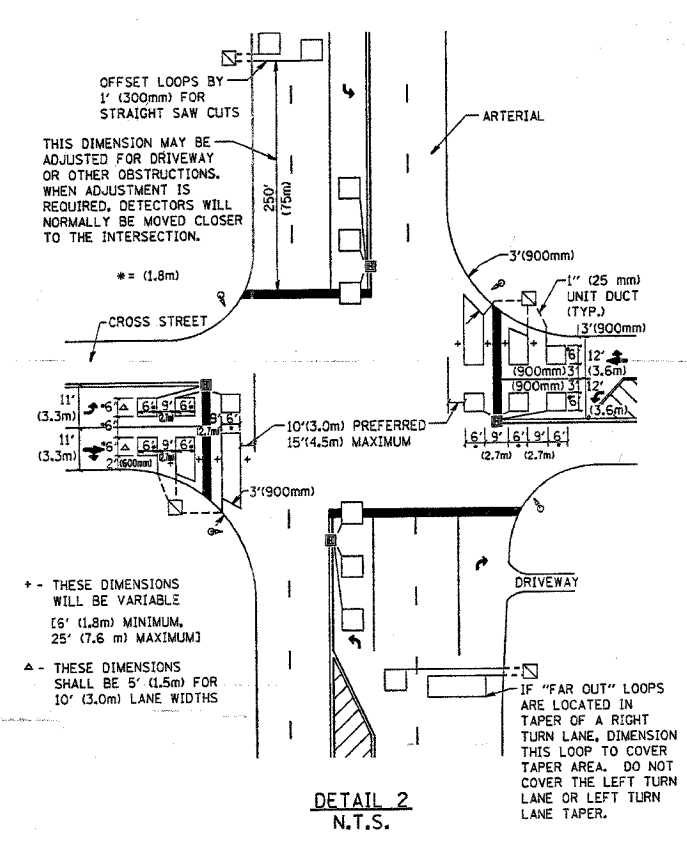 OFFSET LOOPS BY
1' (300mm) FOR
STRAIGHT SAW CUTS
ARTERIAL
THIS DIMENSION MAY BE
ADJUSTED FOR DRIVEWAY
OR OTHER OBSTRUCTIONS.
WHEN ADJUSTMENT IS
REQUIRED, DETECTORS WILL
NORMALLY BE MOVED CLOSER
TO THE INTERSECTION.
250'
(75m)
* = (1.8m)
3'(900mm)
1" (25 mm)
UNIT DUCT
(TYP.)
CROSS STREET
3'(900mm)
6'
12'
(3.6m)
(900mm) 3'
(900mm) 3'
12'
6'
(3.6m)
11'
(3.3m)
6' 6' 9' 6'
6'
11'
(3.3m)
6' 6' 9' 6'
2' (600mm)
(2.7m)
6'
10'(3.0m) PREFERRED
15'(4.5m) MAXIMUM
6' 9' 6' 9' 6'
(2.7m) (2.7m)
3'(900mm)
+ - THESE DIMENSIONS
WILL BE VARIABLE
[6' (1.8m) MINIMUM,
25' (7.6 m) MAXIMUM]
△ - THESE DIMENSIONS
SHALL BE 5' (1.5m) FOR
10' (3.0m) LANE WIDTHS
DRIVEWAY
IF "FAR OUT" LOOPS
ARE LOCATED IN
TAPER OF A RIGHT
TURN LANE, DIMENSION
THIS LOOP TO COVER
TAPER AREA. DO NOT
COVER THE LEFT TURN
LANE OR LEFT TURN
LANE TAPER.
DETAIL 2
N.T.S.